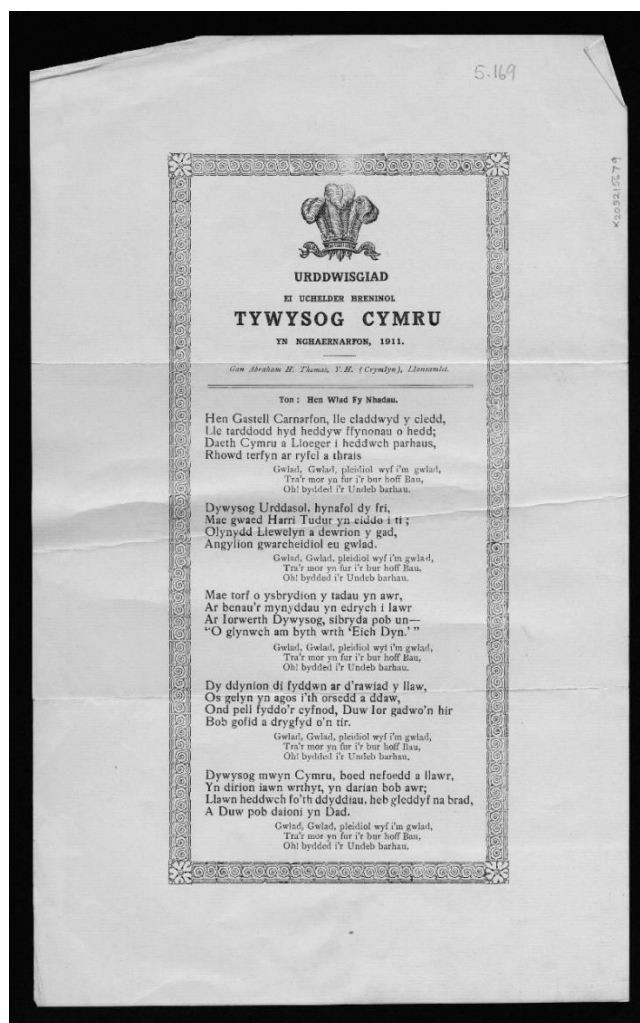 5.169
x205215679
URDDWISGIAD
EI UCHELDER BRENINOL
TYWYSOG CYMRU
YN NGHAERNARFON, 1911.
Gan Abraham H. Thomas, Y.H. (Crymlyn), Llansamlet.
Ton: Hen Wlad Fy Nhadau.
Hen Gastell Carnarfon, lle claddwyd y cledd,
Lle tarddodd hyd heddyw ffynonau o hedd;
Daeth Cymru a Lloeger i heddwch parhaus,
Rhowd terfyn ar ryfel a thrais
Gwlad, Gwlad, pleidiol wyf i'm gwlad,
Tra'r mor yn fur i'r bur hoff Bau,
Oh! bydded i'r Undeb barhau.
Dywysog Urddasol, hynafol dy fri,
Mae gwaed Harri Tudur yn eiddo i ti;
Olynydd Llewelyn a dewrion y gad,
Angylion gwarcheidiol eu gwlad.
Gwlad, Gwlad, pleidiol wyf i'm gwlad,
Tra'r mor yn fur i'r bur hoff Bau,
Oh! bydded i'r Undeb barhau.
Mae torf o ysbrydion y tadau yn awr,
Ar benau'r mynyddau yn edrych i lawr
Ar Iorwerth Dywysog, sibryda pob un—
"O glynwch am byth wrth 'Eich Dyn.'"
Gwlad, Gwlad, pleidiol wyf i'm gwlad,
Tra'r mor yn fur i'r bur hoff Bau,
Oh! bydded i'r Undeb barhau.
Dy ddynion di fyddwn ar d'rawiad y llaw,
Os gelyn yn agos i'th orsedd a ddaw,
Ond pell fyddo'r cyfnod, Duw Ior gadwo'n hir
Bob gofid a drygfyd o'n tir.
Gwlad, Gwlad, pleidiol wyf i'm gwlad,
Tra'r mor yn fur i'r bur hoff Bau,
Oh! bydded i'r Undeb barhau.
Dywysog mwyn Cymru, boed nefoedd a llawr,
Yn dirion iawn wrthyt, yn darian bob awr;
Llawn heddwch fo'th ddyddiau, heb gleddyf na brad,
A Duw pob daioni yn Dad.
Gwlad, Gwlad, pleidiol wyf i'm gwlad,
Tra'r mor yn fur i'r bur hoff Bau,
Oh! bydded i'r Undeb barhau.